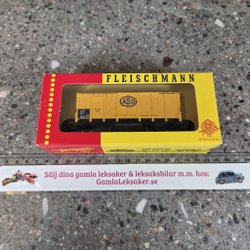 FLEISCHMANN
ASG
Sälj dina gamla leksaker & leksaksbilar m.m. hos:
GamlaLeksaker.se